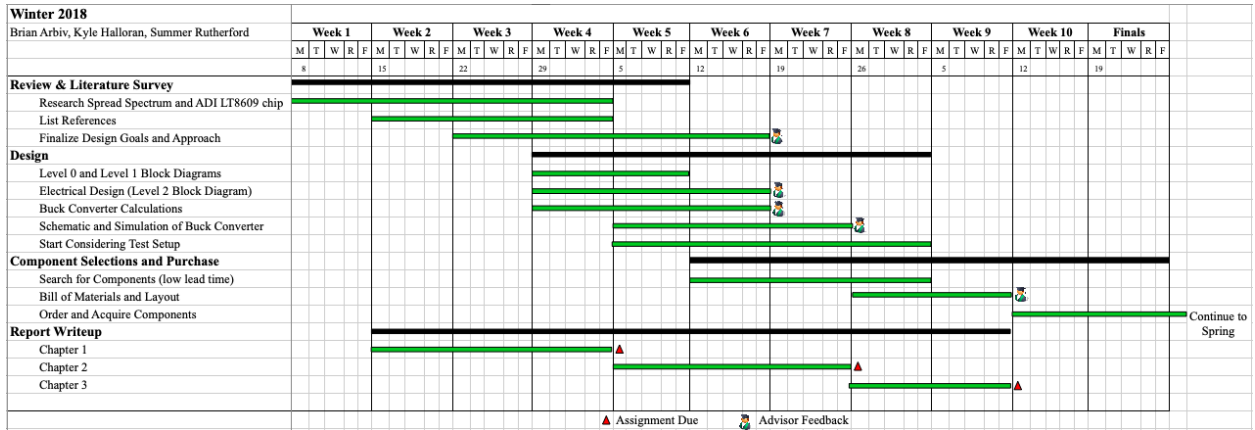 Winter 2018
Brian Arbiv, Kyle Halloran, Summer Rutherford
Week 1 Week 2 Week 3 Week 4 Week 5 Week 6 Week 7 Week 8 Week 9 Week 10 Finals
M T W R F M T W R F M T W R F M T W R F M T W R F M T W R F M T W R F M T W R F M T W R F M T W R F M T W R F
8 15 22 29 5 12 19 26 5 12 19
Review & Literature Survey
Research Spread Spectrum and ADI LT8609 chip
List References
Finalize Design Goals and Approach
Design
Level 0 and Level 1 Block Diagrams
Electrical Design (Level 2 Block Diagram)
Buck Converter Calculations
Schematic and Simulation of Buck Converter
Start Considering Test Setup
Component Selections and Purchase
Search for Components (low lead time)
Bill of Materials and Layout
Order and Acquire Components
Continue to
Spring
Report Writeup
Chapter 1
Chapter 2
Chapter 3
Assignment Due Advisor Feedback